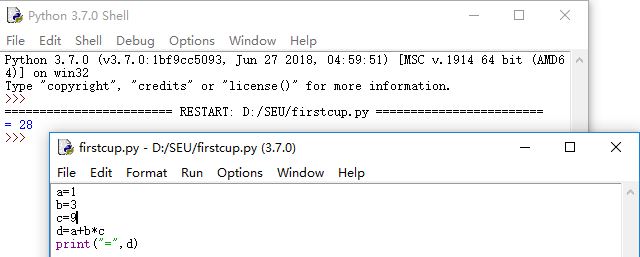 Python 3.7.0 Shell
File Edit Shell Debug Options Window Help
Python 3.7.0 (v3.7.0:1bf9cc5093, Jun 27 2018, 04:59:51) [MSC v.1914 64 bit (AMD6
4)] on win32
Type "copyright", "credits" or "license()" for more information.
>>>
======================= RESTART: D:/SEU/firstcup.py =======================
= 28
>>>
firstcup.py - D:/SEU/firstcup.py (3.7.0)
File Edit Format Run Options Window Help
a=1
b=3
c=9
d=a+b*c
print("=",d)